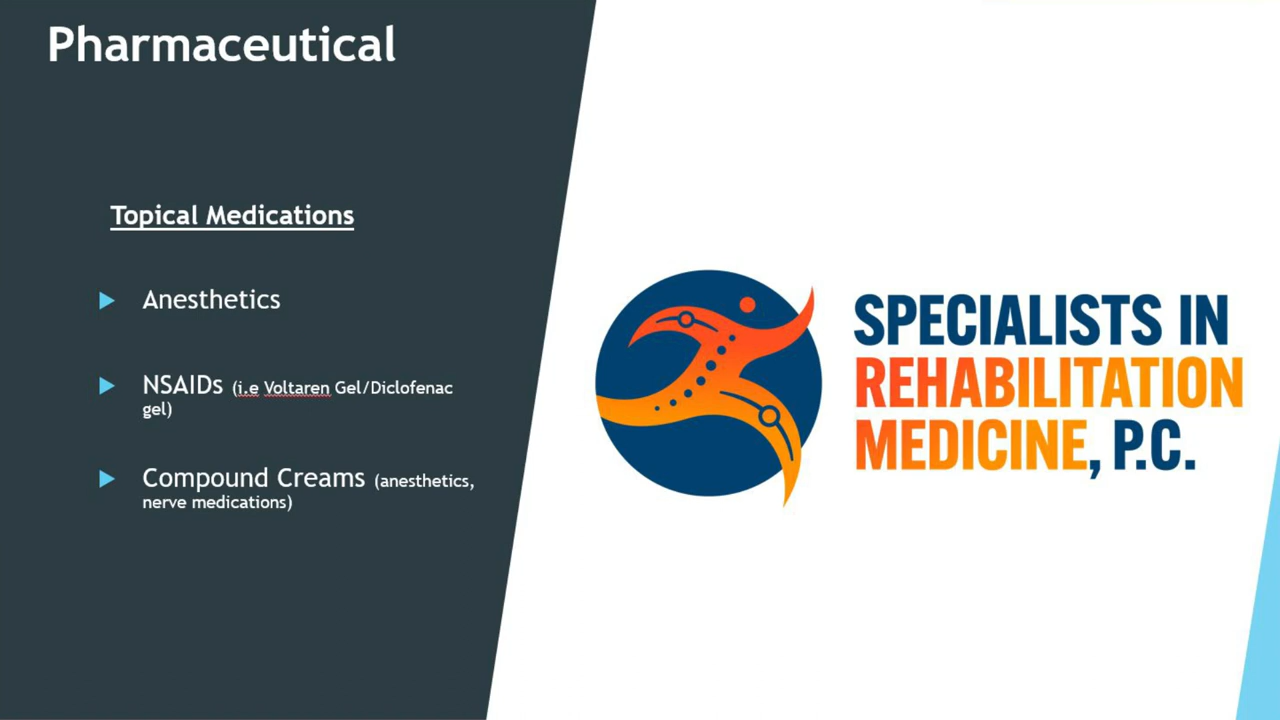 Pharmaceutical
Topical Medications
Anesthetics
NSAIDs (i.e Voltaren Gel/Diclofenac
gel)
Compound Creams (anesthetics,
nerve medications)
SPECIALISTS IN
REHABILITATION
MEDICINE, P.C.